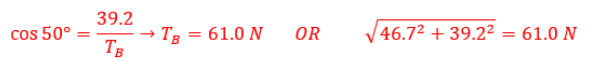 cos 50° = 39.2 / T_B → T_B = 61.0 N OR √(46.7² + 39.2²) = 61.0 N